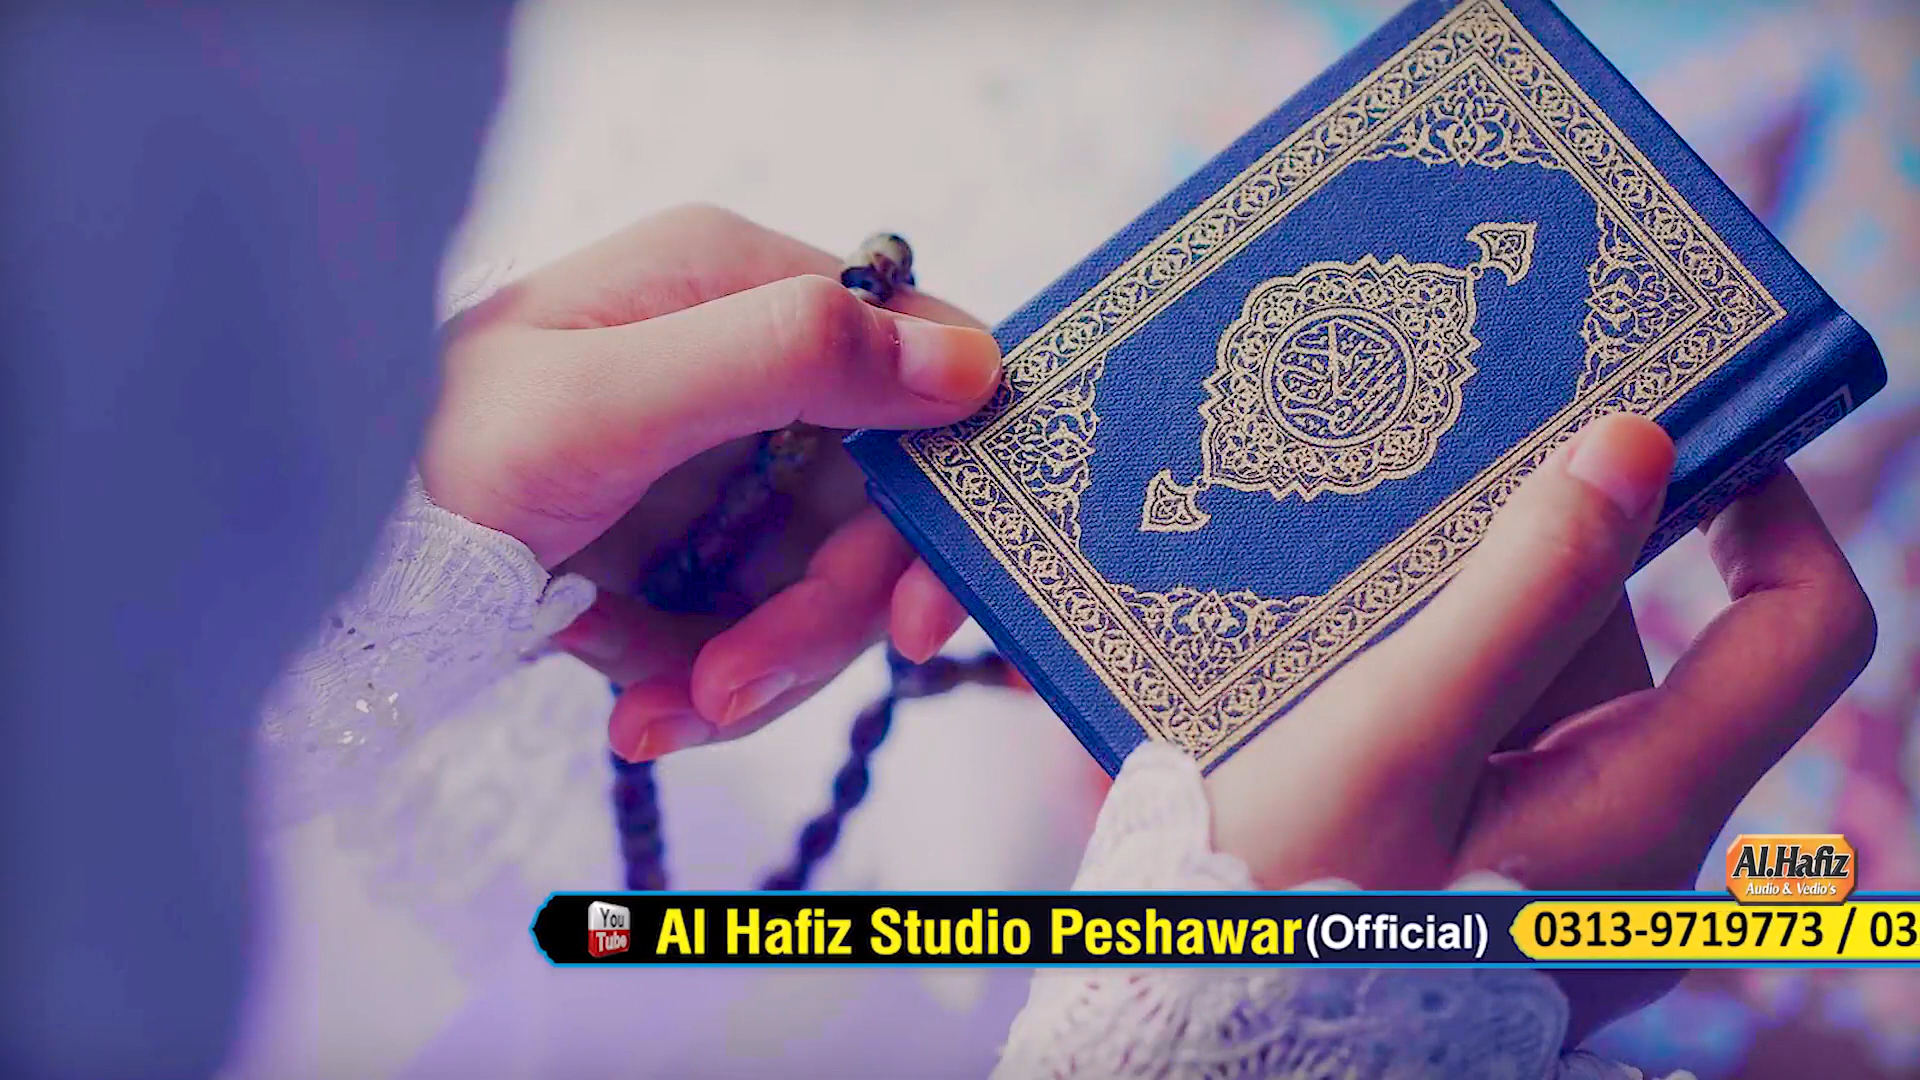 Al.Hafiz
Audio & Vedio's
You
Tube
Al Hafiz Studio Peshawar(Official)
0313-9719773 / 03